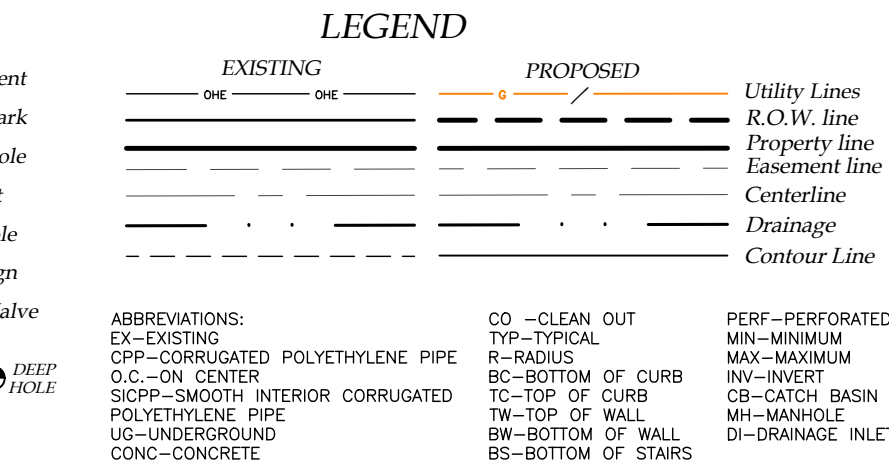 LEGEND
EXISTING PROPOSED
OHE OHE G Utility Lines
R.O.W. line
Property line
Easement line
Centerline
Drainage
Contour Line
DEEP
HOLE
ABBREVIATIONS:
EX-EXISTING
CPP-CORRUGATED POLYETHYLENE PIPE
O.C.-ON CENTER
SICPP-SMOOTH INTERIOR CORRUGATED
POLYETHYLENE PIPE
UG-UNDERGROUND
CONC-CONCRETE
CO -CLEAN OUT
TYP-TYPICAL
R-RADIUS
BC-BOTTOM OF CURB
TC-TOP OF CURB
TW-TOP OF WALL
BW-BOTTOM OF WALL
BS-BOTTOM OF STAIRS
PERF-PERFORATED
MIN-MINIMUM
MAX-MAXIMUM
INV-INVERT
CB-CATCH BASIN
MH-MANHOLE
DI-DRAINAGE INLET